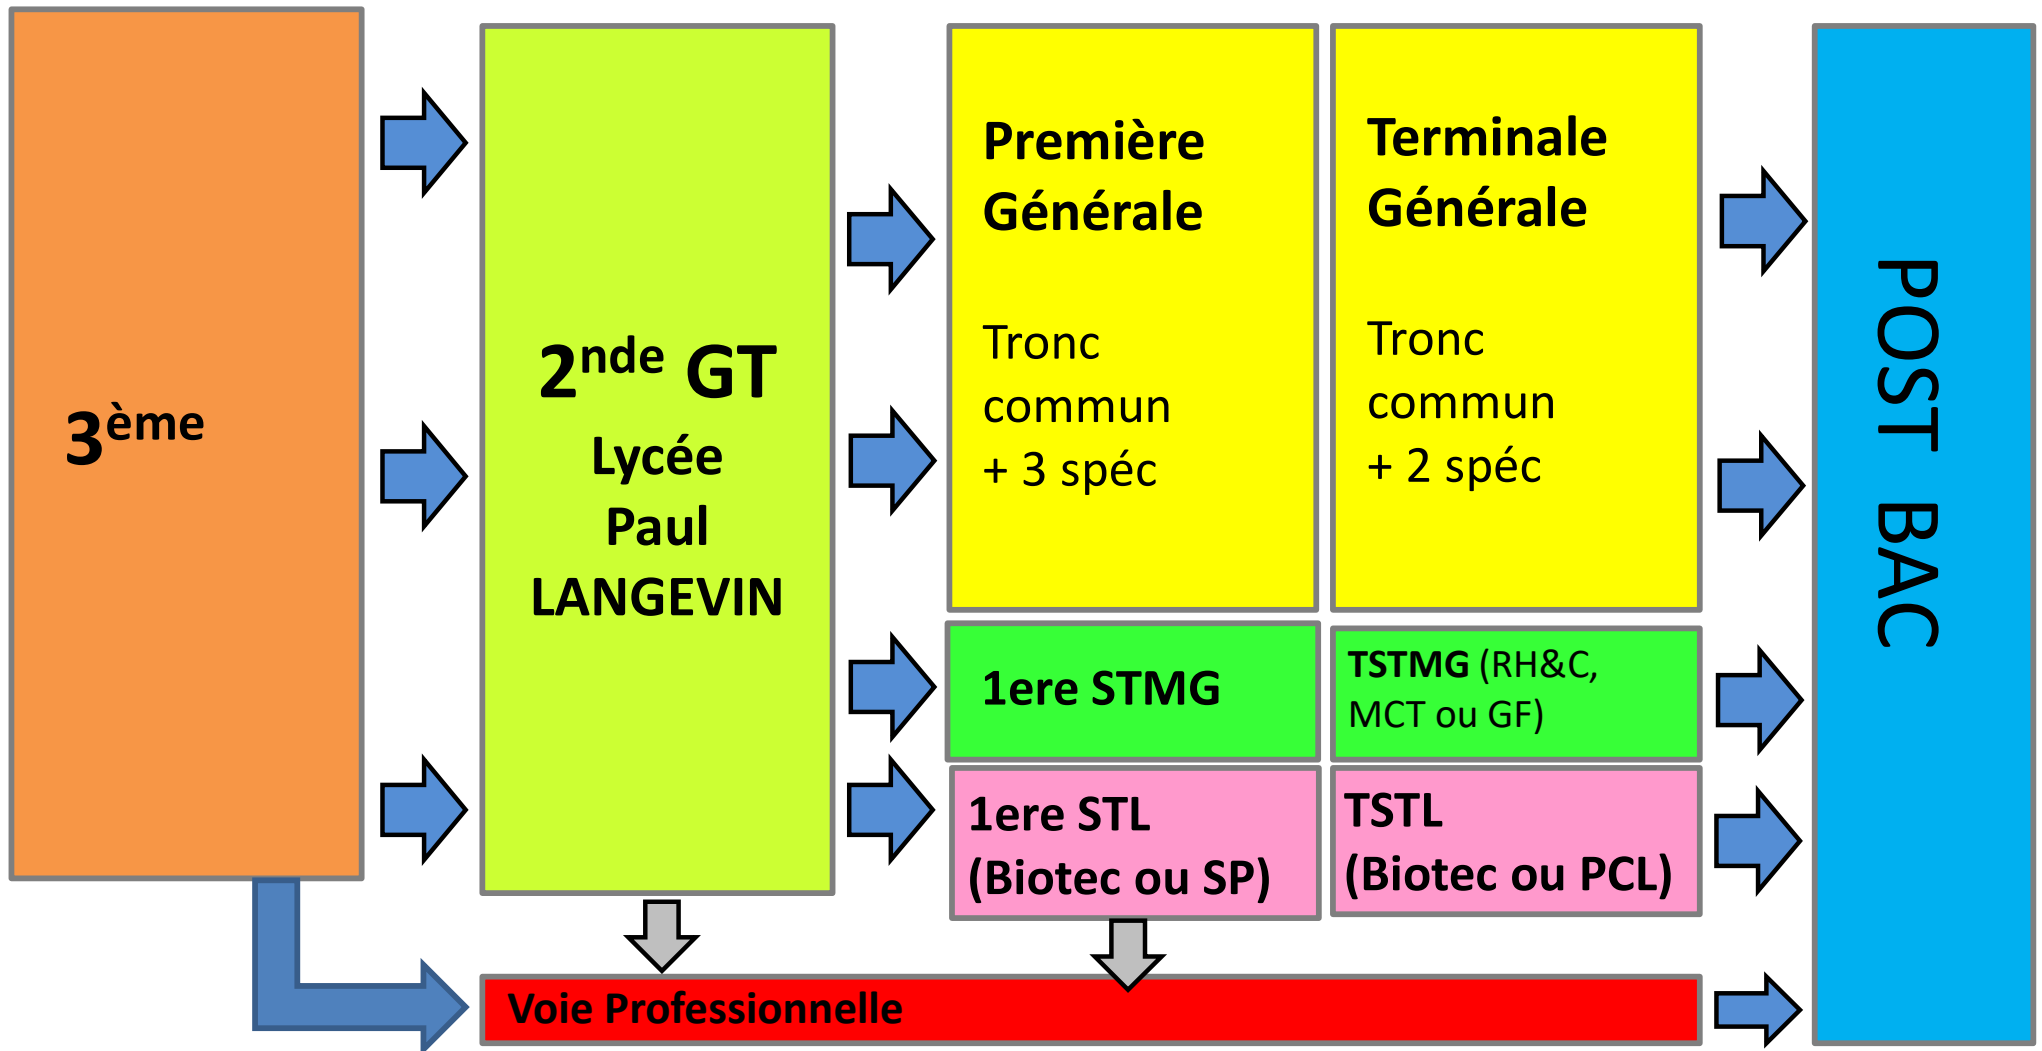 3ème
2nde GT
Lycée
Paul
LANGEVIN
Première
Générale
Tronc
commun
+ 3 spéc
Terminale
Générale
Tronc
commun
+ 2 spéc
1ere STMG
TSTMG (RH&C,
MCT ou GF)
1ere STL
(Biotec ou SP)
TSTL
(Biotec ou PCL)
Voie Professionnelle
POST BAC